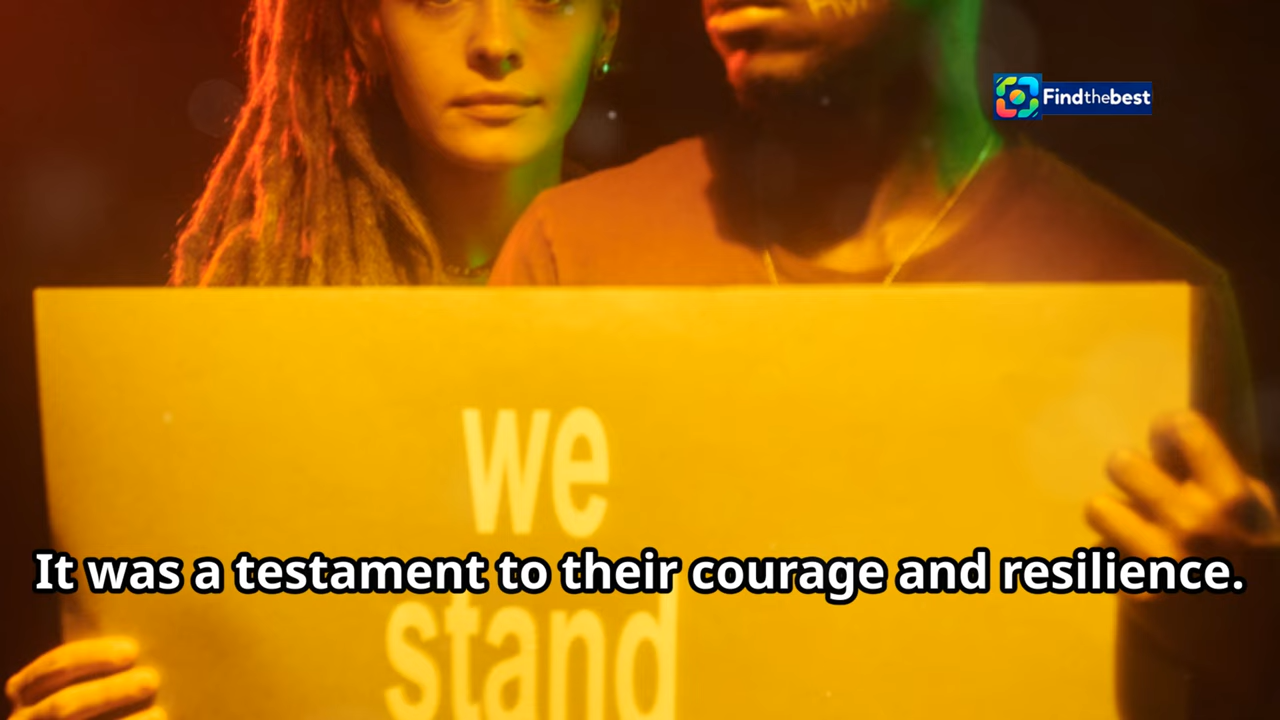 Findthebest
we
It was a testament to their courage and resilience.
stand